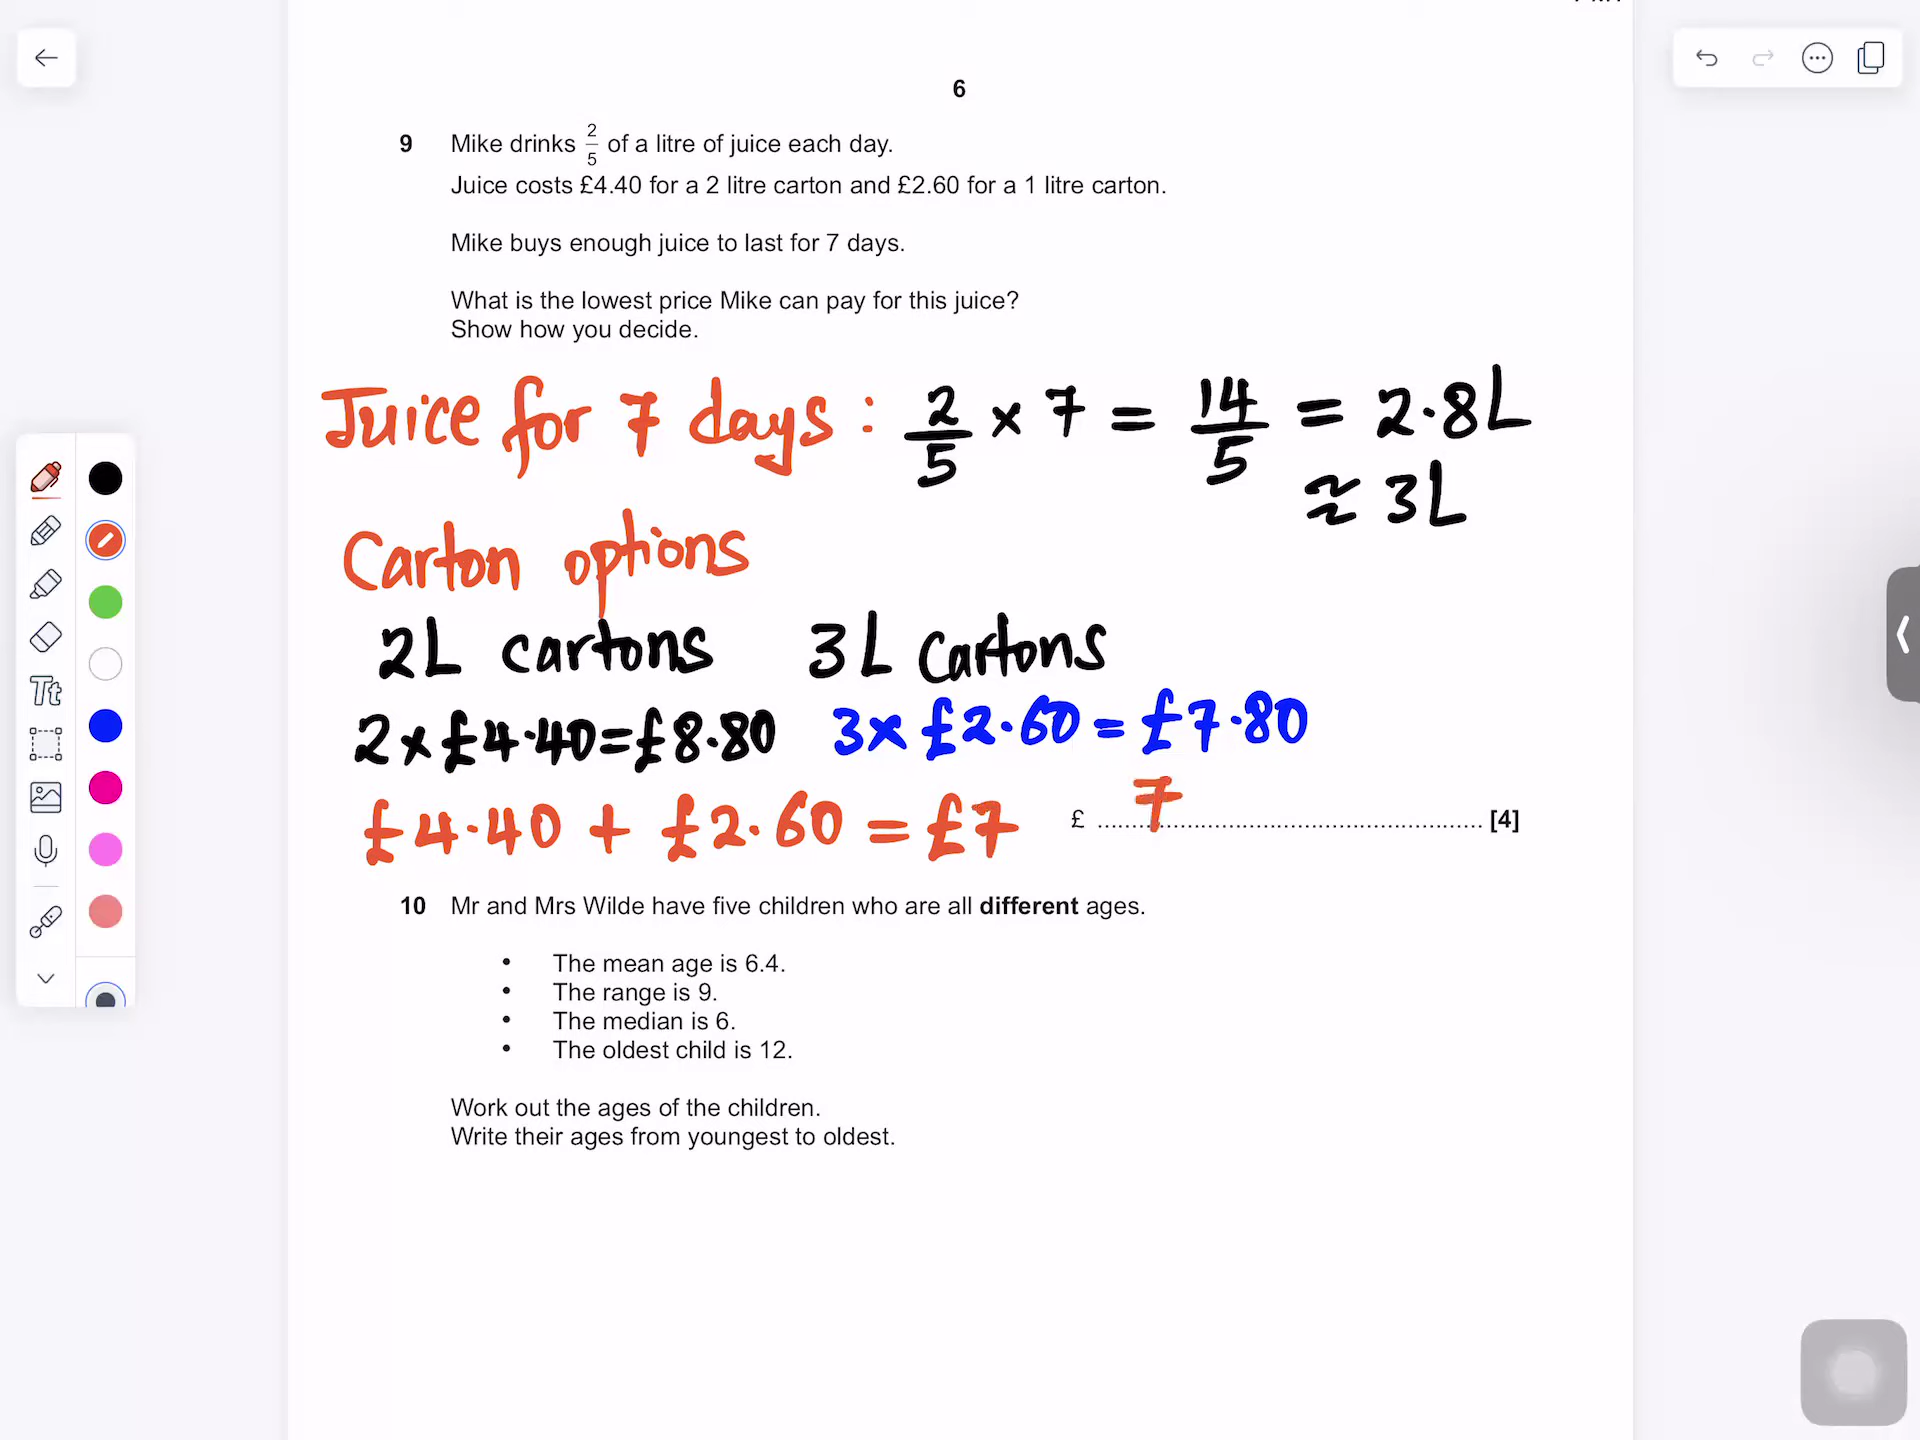 6
9 Mike drinks 2/5 of a litre of juice each day.
Juice costs £4.40 for a 2 litre carton and £2.60 for a 1 litre carton.
Mike buys enough juice to last for 7 days.
What is the lowest price Mike can pay for this juice?
Show how you decide.
Juice for 7 days : 2/5 × 7 = 14/5 = 2.8L
≈ 3L
Carton options
2L cartons 3L Cartons
2 × £4.40=£8.80 3× £2.60 = £7.80
£4.40 + £2.60 = £7 £ 7 [4]
10 Mr and Mrs Wilde have five children who are all different ages.
• The mean age is 6.4.
• The range is 9.
• The median is 6.
• The oldest child is 12.
Work out the ages of the children.
Write their ages from youngest to oldest.
Tt